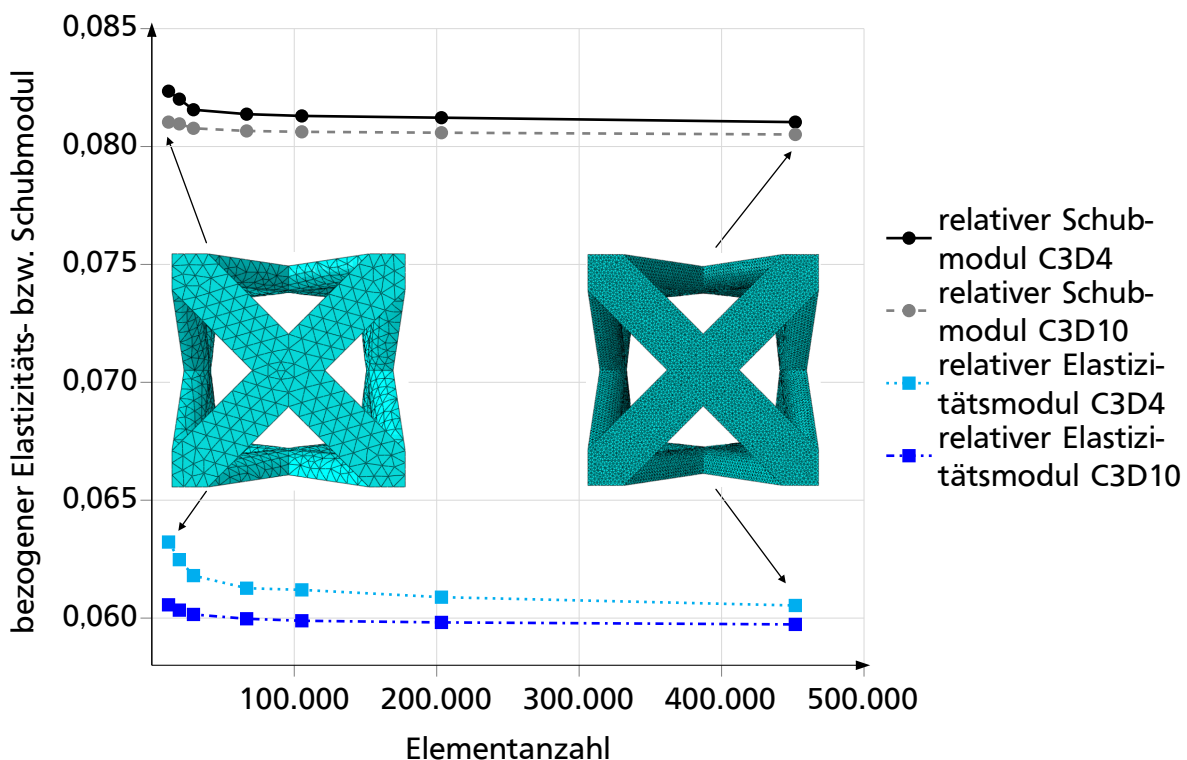 bezogener Elastizitäts- bzw. Schubmodul
0,085
0,080
0,075
0,070
0,065
0,060
100.000
200.000
300.000
400.000
500.000
Elementanzahl
relativer Schub-
modul C3D4
relativer Schub-
modul C3D10
relativer Elastizi-
tätsmodul C3D4
relativer Elastizi-
tätsmodul C3D10